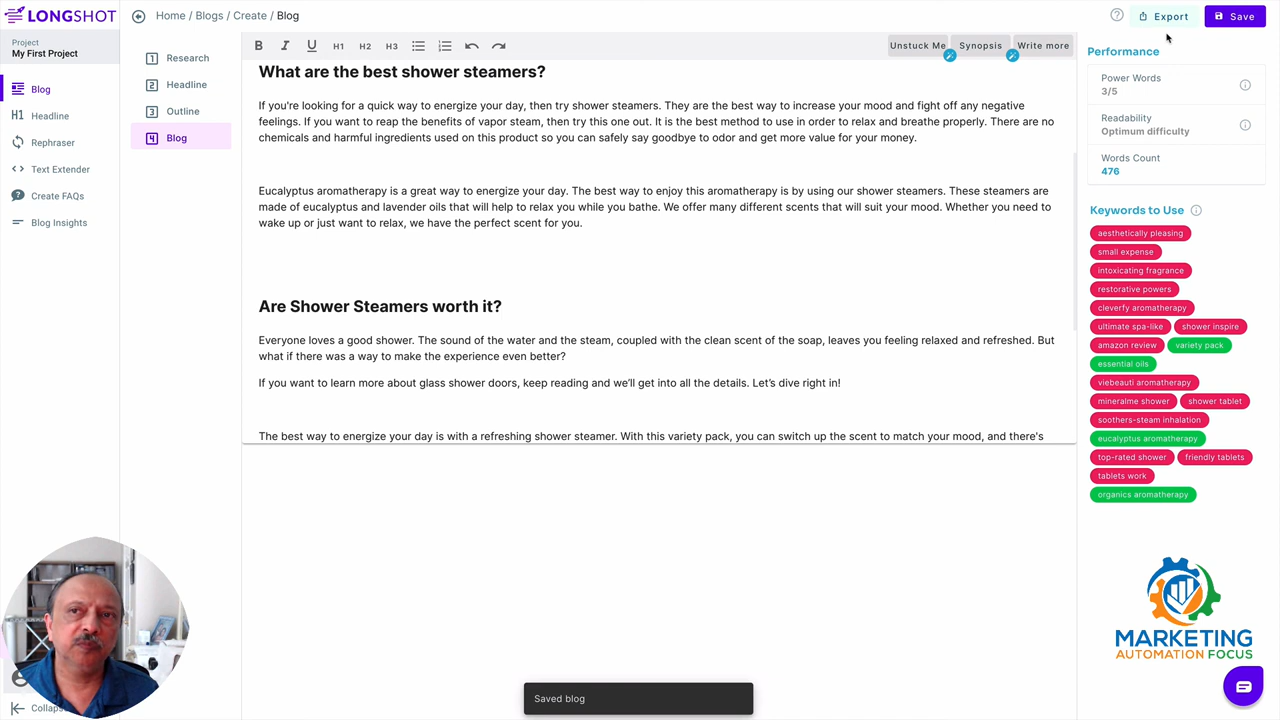 LONGSHOT
Home / Blogs / Create / Blog
Export
Save
Project
My First Project
Blog
Headline
Rephraser
Text Extender
Create FAQs
Blog Insights
1 Research
2 Headline
3 Outline
4 Blog
B I U H1 H2 H3
Unstuck Me
Synopsis
Write more
What are the best shower steamers?
If you're looking for a quick way to energize your day, then try shower steamers. They are the best way to increase your mood and fight off any negative
feelings. If you want to reap the benefits of vapor steam, then try this one out. It is the best method to use in order to relax and breathe properly. There are no
chemicals and harmful ingredients used on this product so you can safely say goodbye to odor and get more value for your money.
Eucalyptus aromatherapy is a great way to energize your day. The best way to enjoy this aromatherapy is by using our shower steamers. These steamers are
made of eucalyptus and lavender oils that will help to relax you while you bathe. We offer many different scents that will suit your mood. Whether you need to
wake up or just want to relax, we have the perfect scent for you.
Are Shower Steamers worth it?
Everyone loves a good shower. The sound of the water and the steam, coupled with the clean scent of the soap, leaves you feeling relaxed and refreshed. But
what if there was a way to make the experience even better?
If you want to learn more about glass shower doors, keep reading and we'll get into all the details. Let's dive right in!
The best way to energize your day is with a refreshing shower steamer. With this variety pack, you can switch up the scent to match your mood, and there's
Performance
Power Words
3/5
Readability
Optimum difficulty
Words Count
476
Keywords to Use
aesthetically pleasing
small expense
intoxicating fragrance
restorative powers
cleverfy aromatherapy
ultimate spa-like
shower inspire
amazon review
variety pack
essential oils
viebeauti aromatherapy
mineralme shower
shower tablet
soothers-steam inhalation
eucalyptus aromatherapy
top-rated shower
friendly tablets
tablets work
organics aromatherapy
MARKETING
AUTOMATION FOCUS
Saved blog
Collaps